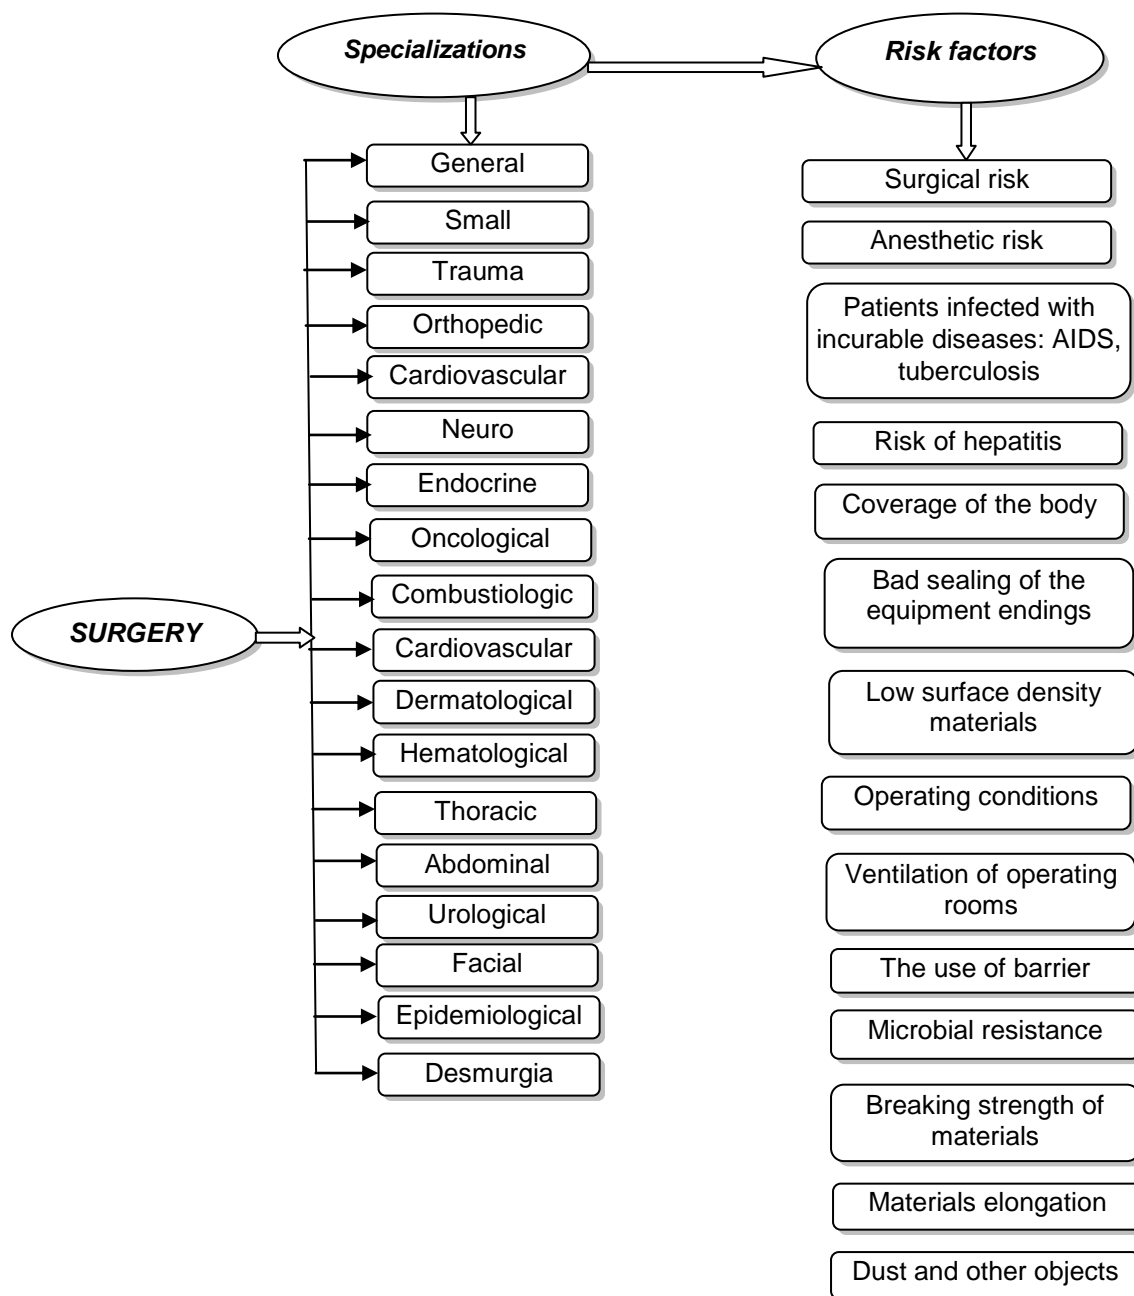 Specializations
Risk factors
General
Small
Trauma
Orthopedic
Cardiovascular
Neuro
Endocrine
Oncological
Combustiologic
Cardiovascular
Dermatological
Hematological
Thoracic
Abdominal
Urological
Facial
Epidemiological
Desmurgia
SURGERY
Surgical risk
Anesthetic risk
Patients infected with
incurable diseases: AIDS,
tuberculosis
Risk of hepatitis
Coverage of the body
Bad sealing of the
equipment endings
Low surface density
materials
Operating conditions
Ventilation of operating
rooms
The use of barrier
Microbial resistance
Breaking strength of
materials
Materials elongation
Dust and other objects